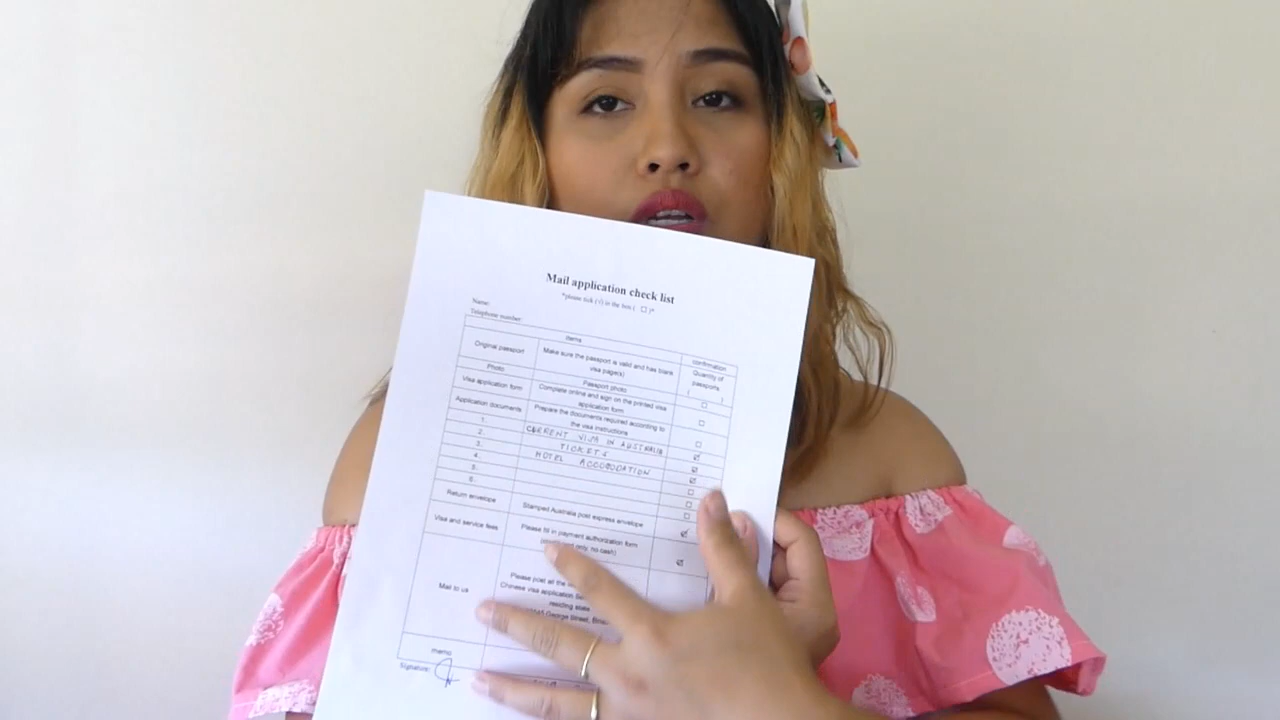 Mail application check list
*please tick (√) in the box ( ☐ )*
Name:
Telephone number:
items
confirmation
Original passport
Make sure the passport is valid and has blank
visa page(s)
Quantity of
passports
( )
Photo
Passport photo
Visa application form
Complete online and sign on the printed visa
application form
Application documents
Prepare the documents required according to
the visa instructions
1.
CURRENT VISA IN AUSTRALIA
2.
TICKETS
3.
HOTEL ACCOMODATION
4.
5.
6.
Return envelope
Stamped Australia post express envelope
Visa and service fees
Please fill in payment authorization form
only, no cash)
Mail to us
Please post all the
Chinese visa application
residing state
George Street,
memo
Signature: